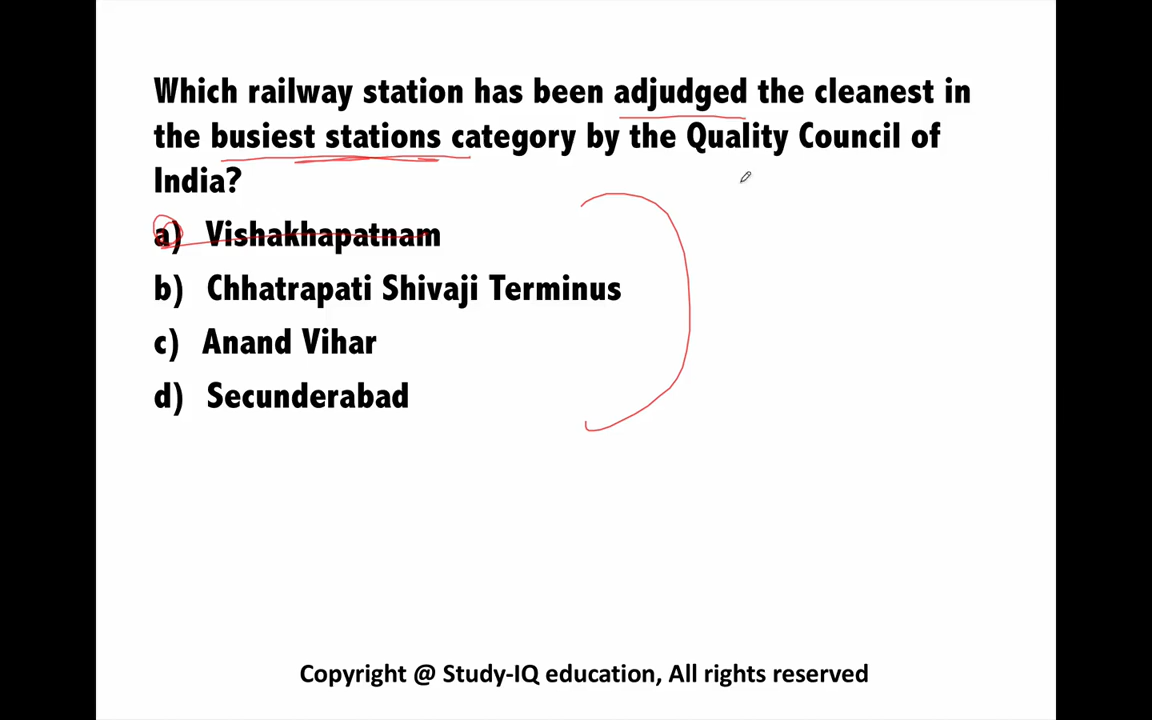 Which railway station has been adjudged the cleanest in
the busiest stations category by the Quality Council of
India?
a) Vishakhapatnam
b) Chhatrapati Shivaji Terminus
c) Anand Vihar
d) Secunderabad
Copyright @ Study-IQ education, All rights reserved